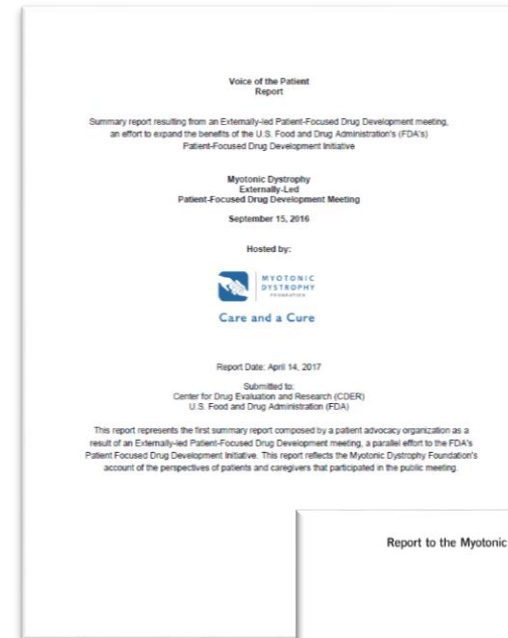 Voice of the Patient
Report
Summary report resulting from an Externally-led Patient-Focused Drug Development meeting,
an effort to expand the benefits of the U.S. Food and Drug Administration's (FDA's)
Patient-Focused Drug Development Initiative
Myotonic Dystrophy
Externally-Led
Patient-Focused Drug Development Meeting
September 15, 2016
Hosted by:
MYOTONIC
DYSTROPHY
FOUNDATION
Care and a Cure
Report Date: April 14, 2017
Submitted to:
Center for Drug Evaluation and Research (CDER)
U.S. Food and Drug Administration (FDA)
This report represents the first summary report composed by a patient advocacy organization as a
result of an Externally-led Patient-Focused Drug Development meeting, a parallel effort to the FDA's
Patient Focused Drug Development Initiative. This report reflects the Myotonic Dystrophy Foundation's
account of the perspectives of patients and caregivers that participated in the public meeting.
Report to the Myotonic